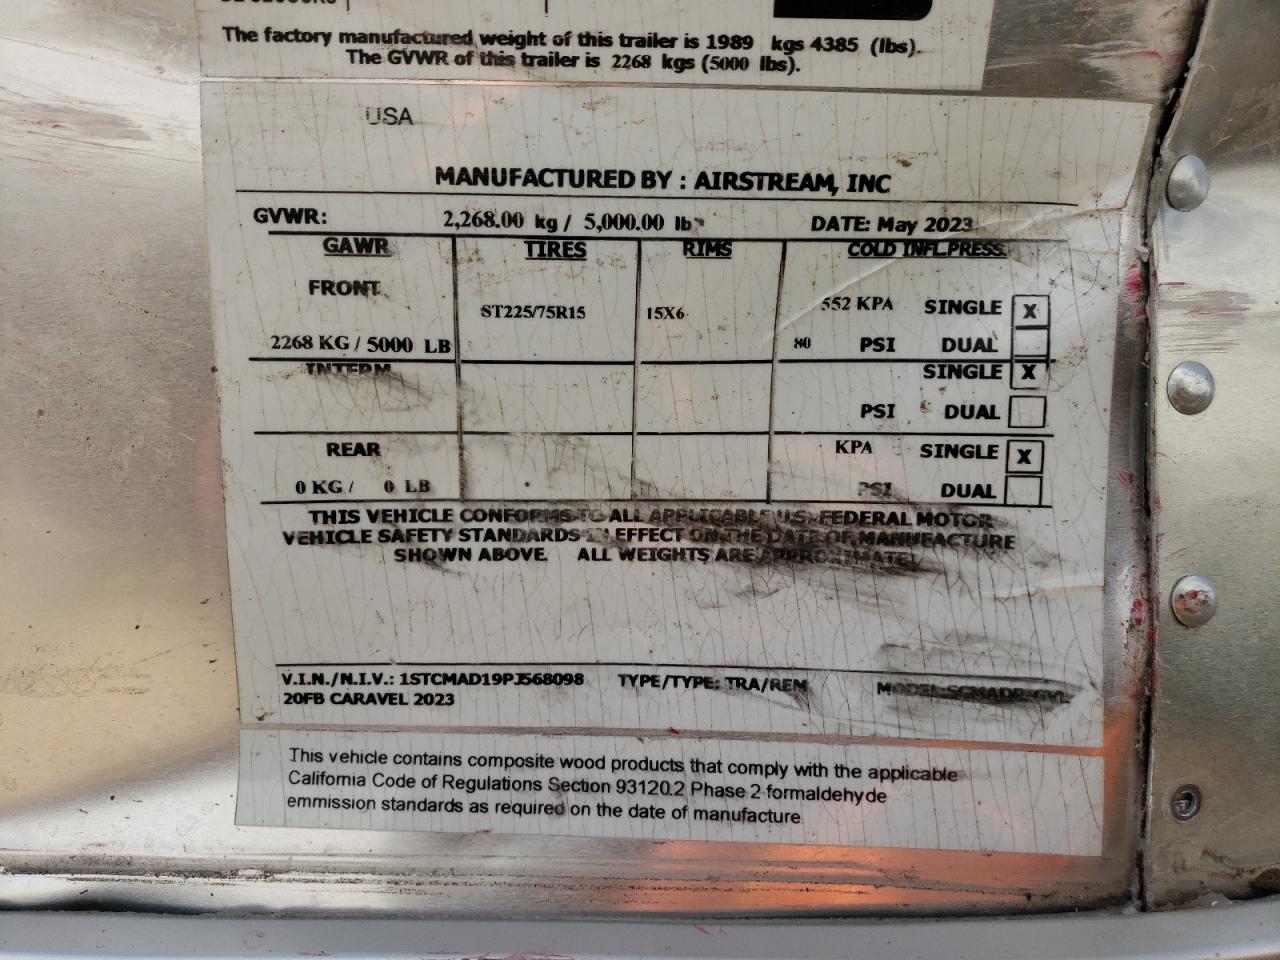 The factory manufactured weight of this trailer is 1989 kgs 4385 (lbs).
The GVWR of this trailer is 2268 kgs (5000 lbs).
USA
MANUFACTURED BY : AIRSTREAM, INC
GVWR: 2,268.00 kg / 5,000.00 lb DATE: May 2023
GAWR TIRES RIMS COLD INFL.PRESS.
FRONT
ST225/75R15 15X6 552 KPA SINGLE X
2268 KG / 5000 LB 80 PSI DUAL
INTERM SINGLE X
PSI DUAL
REAR KPA SINGLE X
0 KG / 0 LB PSI DUAL
THIS VEHICLE CONFORMS TO ALL APPLICABLE U.S. FEDERAL MOTOR
VEHICLE SAFETY STANDARDS IN EFFECT ON THE DATE OF MANUFACTURE
SHOWN ABOVE. ALL WEIGHTS ARE APPROXIMATE.
V.I.N./N.I.V.: 1STCMAD19PJ568098 TYPE/TYPE: TRA/REM MODEL:
20FB CARAVEL 2023
This vehicle contains composite wood products that comply with the applicable
California Code of Regulations Section 93120.2 Phase 2 formaldehyde
emmission standards as required on the date of manufacture